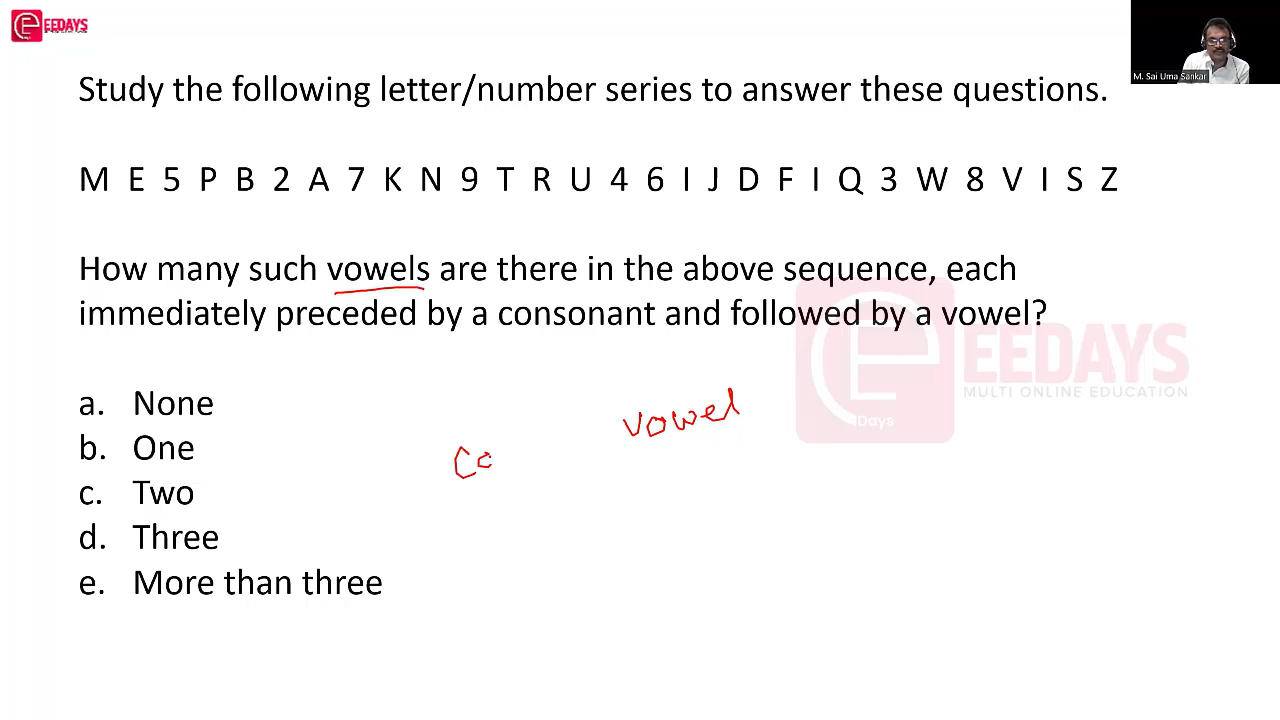 EEDAYS
M. Sai Uma Sankar
Study the following letter/number series to answer these questions.
M E 5 P B 2 A 7 K N 9 T R U 4 6 I J D F I Q 3 W 8 V I S Z
How many such vowels are there in the above sequence, each
immediately preceded by a consonant and followed by a vowel?
EEDAYS
MULTI ONLINE EDUCATION
Days
a. None
b. One
c. Two
d. Three
e. More than three
vowel
Co